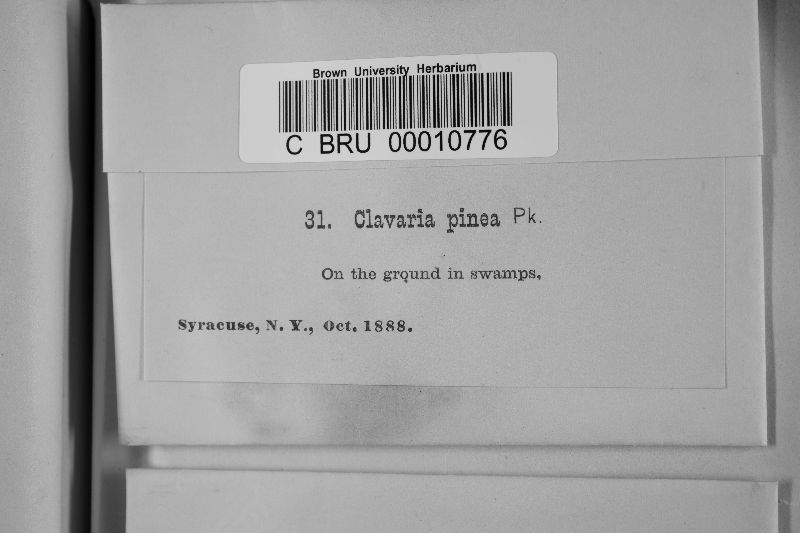 Brown University Herbarium
C BRU 00010776
31. Clavaria pinea Pk.
On the ground in swamps,
Syracuse, N. Y., Oct. 1888.